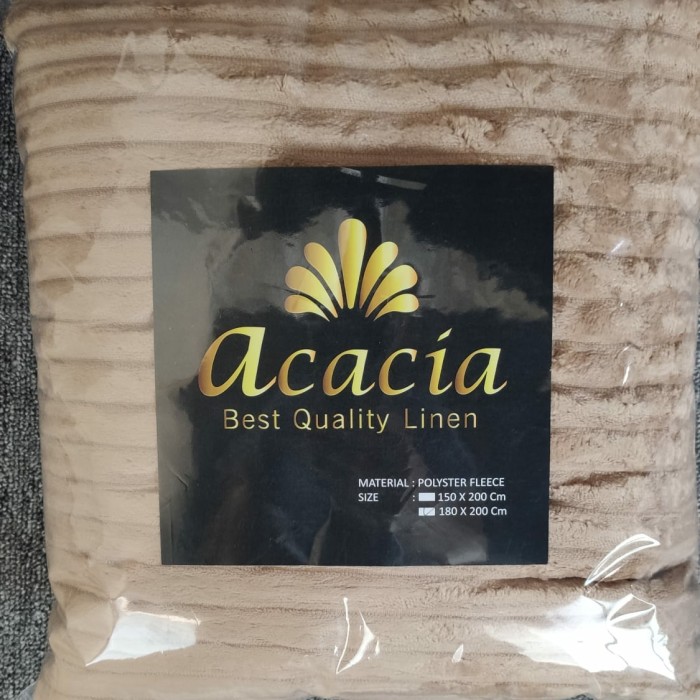 acacia
Best Quality Linen
MATERIAL : POLYSTER FLEECE
SIZE : 150 X 200 Cm
180 X 200 Cm